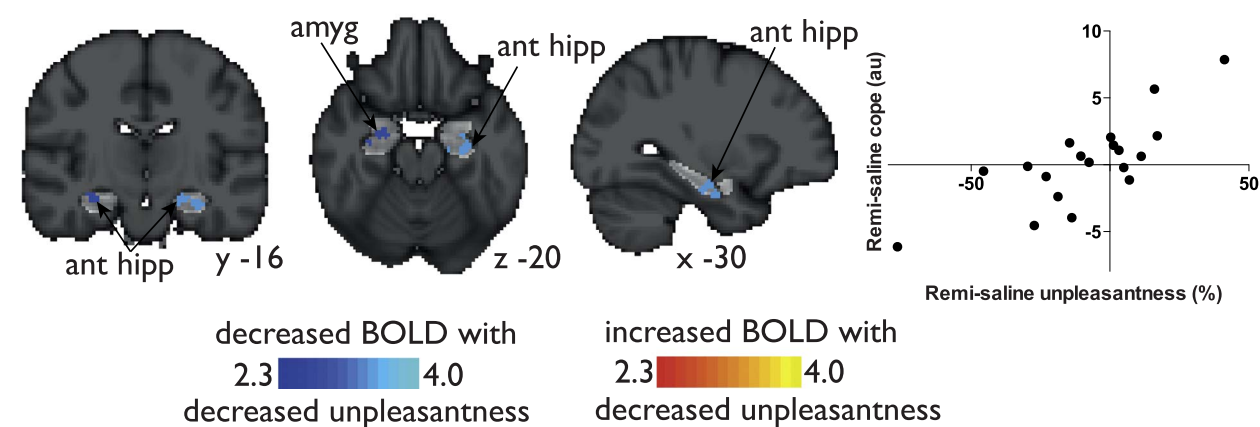 amyg
ant hipp
ant hipp
ant hipp
y -16
z -20
x -30
Remi-saline cope (au)
10
5
-50
50
-5
Remi-saline unpleasantness (%)
decreased BOLD with
2.3
4.0
decreased unpleasantness
increased BOLD with
2.3
4.0
decreased unpleasantness